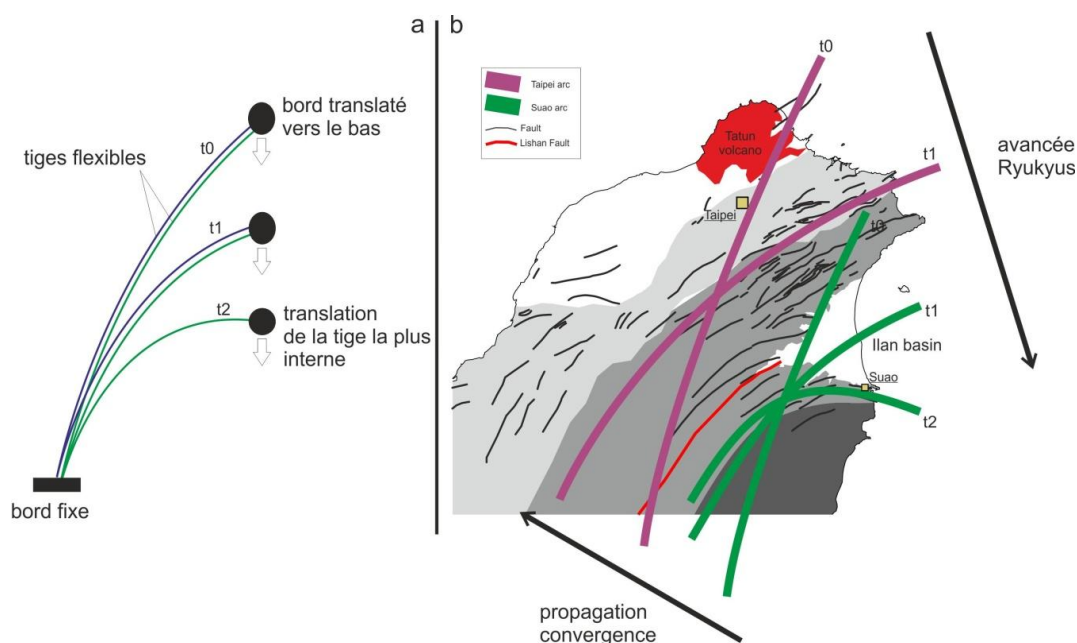 a
bord translaté
vers le bas
t0
tiges flexibles
t1
t2
translation
de la tige la plus
interne
bord fixe
b
Taipei arc
Suao arc
Fault
Lishan Fault
t0
Tatun
volcano
avancée
Ryukyus
t1
Taipei
t0
t1
Ilan basin
Suao
t2
propagation
convergence